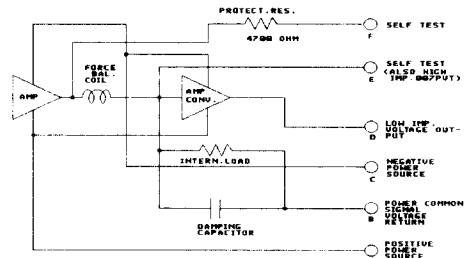 PROTECT.RES.
4700 OHM
F
SELF TEST
FORCE
BAL.
COIL
AMP
AMP
CONV.
E
SELF TEST
(ALSO HIGH
IMP.OUTPUT)
D
LOW IMP.
VOLTAGE OUT-
PUT
INTERN.LOAD
C
NEGATIVE
POWER
SOURCE
DAMPING
CAPACITOR
B
POWER COMMON
SIGNAL
VOLTAGE
RETURN
POSITIVE
POWER
SOURCE